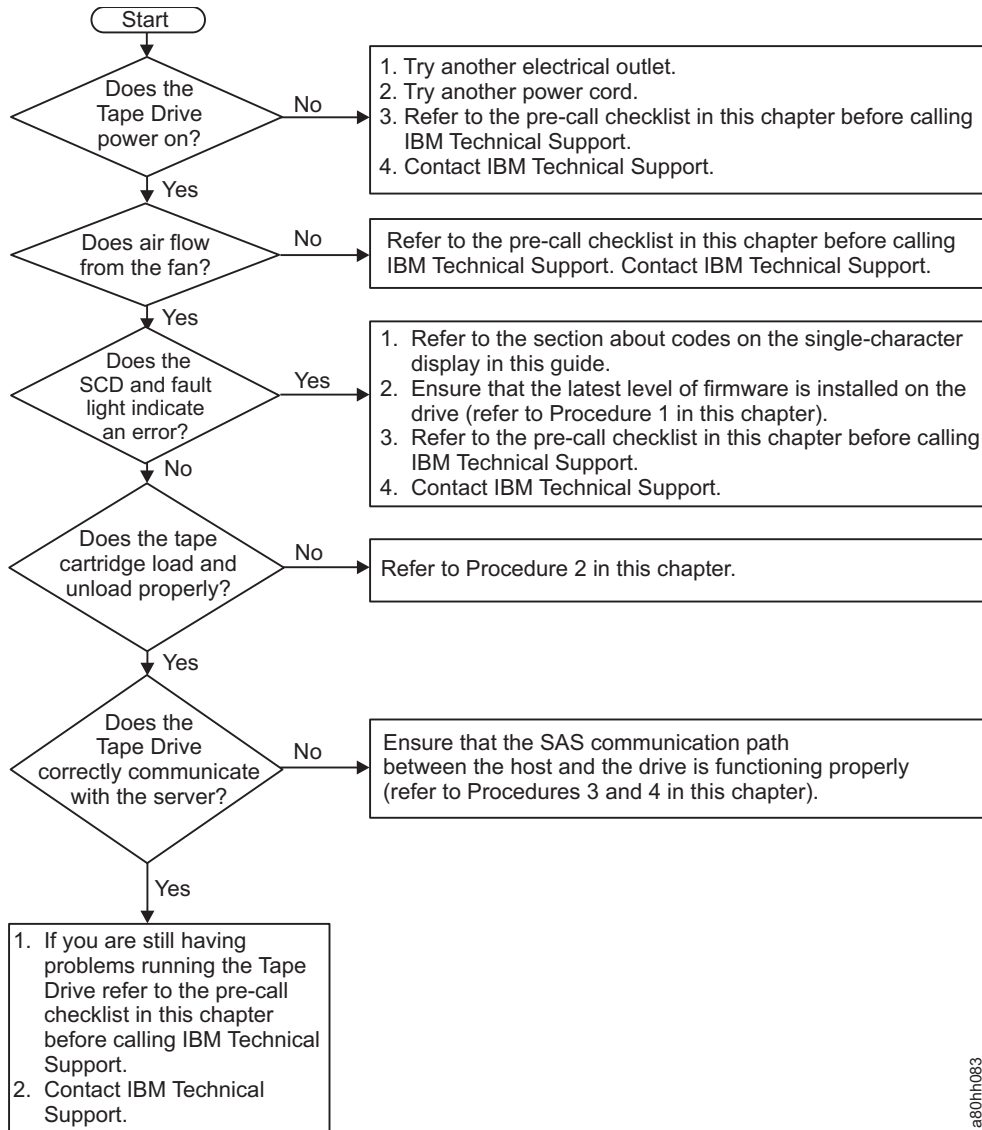 Start
Does the
Tape Drive
power on?
No
1. Try another electrical outlet.
2. Try another power cord.
3. Refer to the pre-call checklist in this chapter before calling
IBM Technical Support.
4. Contact IBM Technical Support.
Yes
Does air flow
from the fan?
No
Refer to the pre-call checklist in this chapter before calling
IBM Technical Support. Contact IBM Technical Support.
Yes
Does the
SCD and fault
light indicate
an error?
Yes
1. Refer to the section about codes on the single-character
display in this guide.
2. Ensure that the latest level of firmware is installed on the
drive (refer to Procedure 1 in this chapter).
3. Refer to the pre-call checklist in this chapter before calling
IBM Technical Support.
4. Contact IBM Technical Support.
No
Does the tape
cartridge load and
unload properly?
No
Refer to Procedure 2 in this chapter.
Yes
Does the
Tape Drive
correctly communicate
with the server?
No
Ensure that the SAS communication path
between the host and the drive is functioning properly
(refer to Procedures 3 and 4 in this chapter).
Yes
1. If you are still having
problems running the Tape
Drive refer to the pre-call
checklist in this chapter
before calling IBM Technical
Support.
2. Contact IBM Technical
Support.
a80hh083